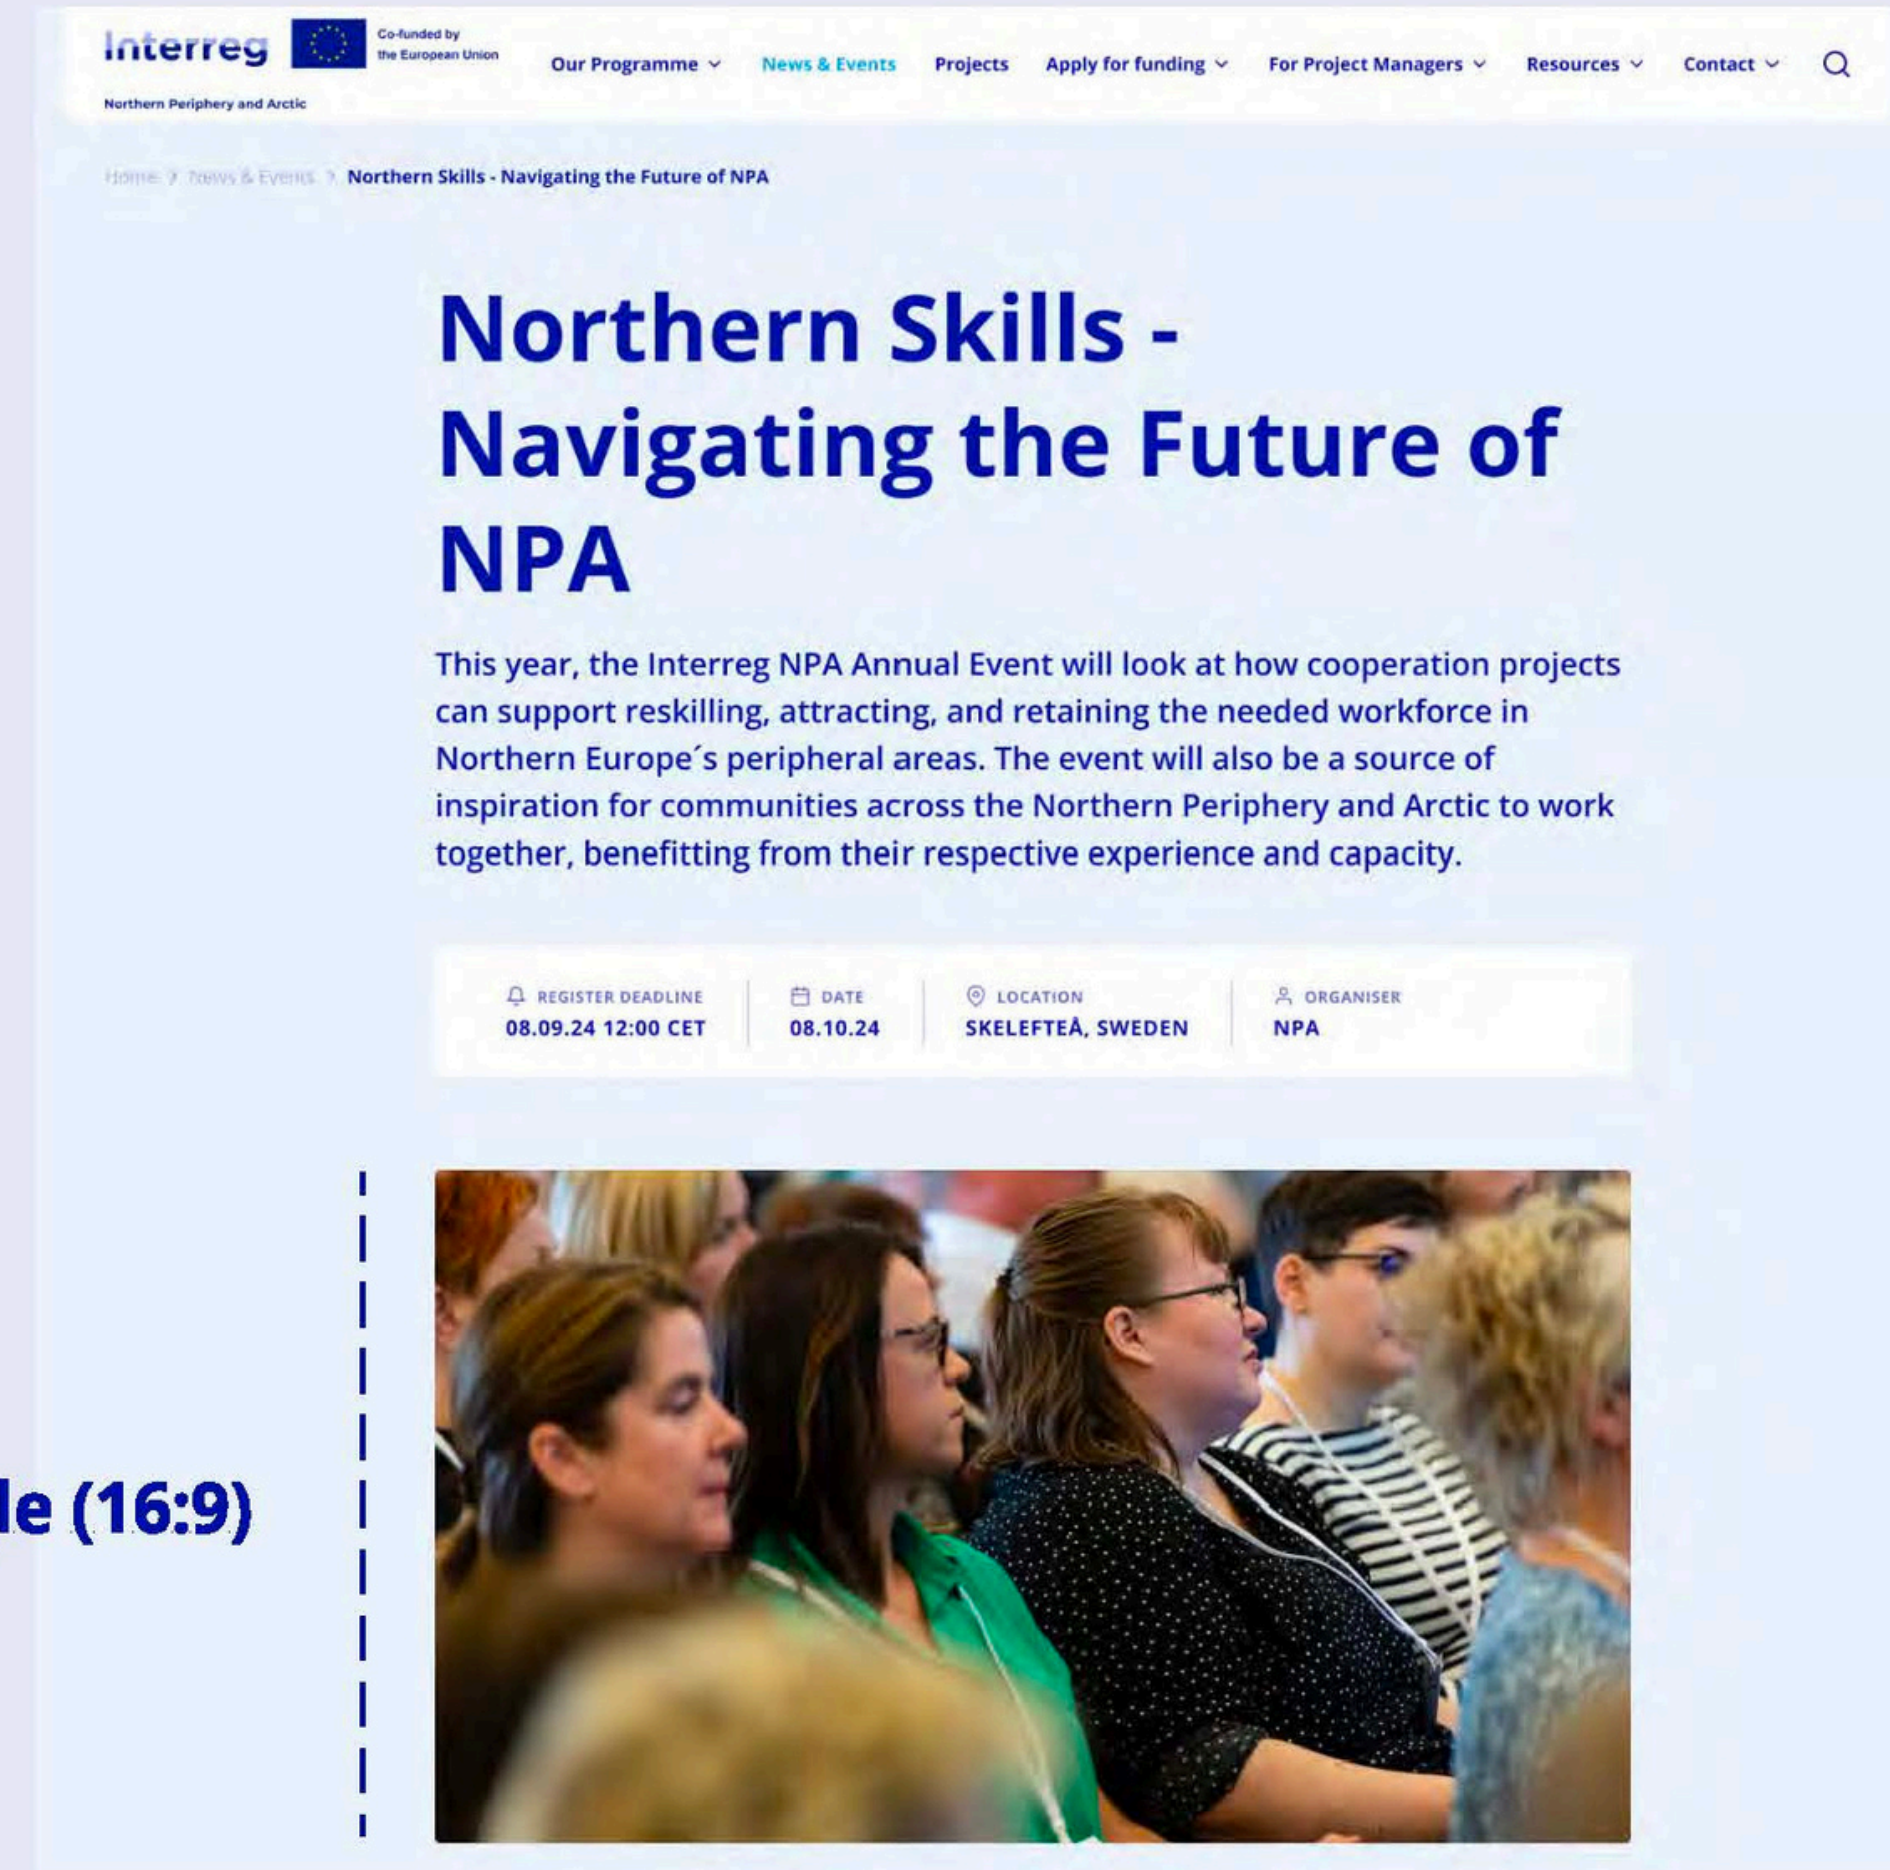 Interreg
Co-funded by
the European Union
Northern Periphery and Arctic
Our Programme
News & Events
Projects
Apply for funding
For Project Managers
Resources
Contact
Home > News & Events > Northern Skills - Navigating the Future of NPA
Northern Skills -
Navigating the Future of
NPA
This year, the Interreg NPA Annual Event will look at how cooperation projects
can support reskilling, attracting, and retaining the needed workforce in
Northern Europe´s peripheral areas. The event will also be a source of
inspiration for communities across the Northern Periphery and Arctic to work
together, benefitting from their respective experience and capacity.
REGISTER DEADLINE
08.09.24 12:00 CET
DATE
08.10.24
LOCATION
SKELEFTEÅ, SWEDEN
ORGANISER
NPA
(16:9)